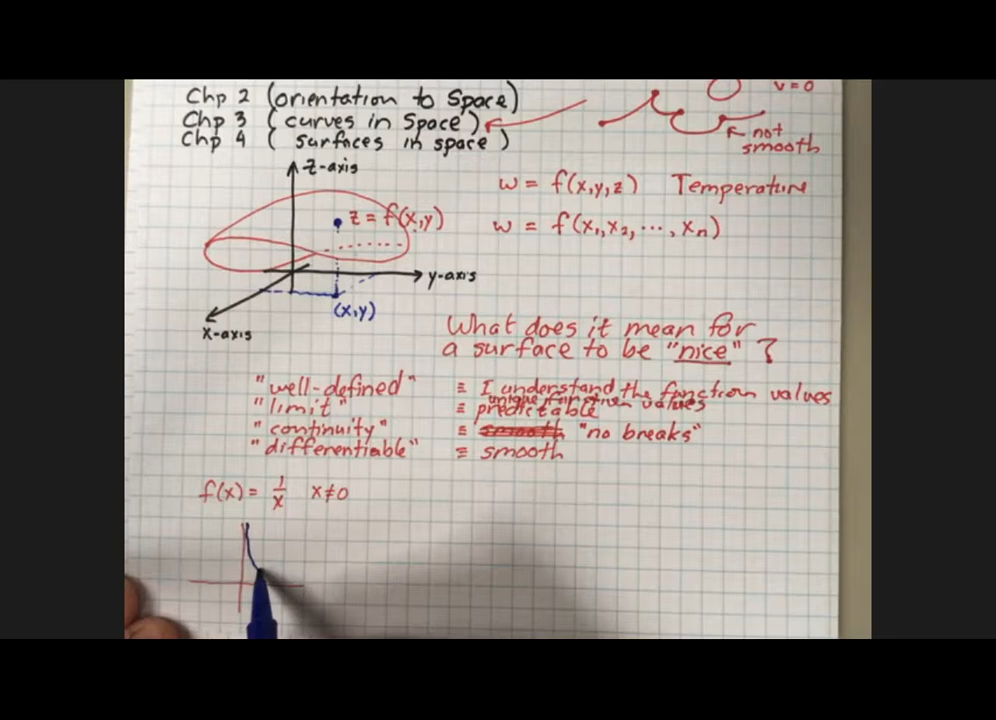 Chp 2 (orientation to Space)
v=0
Chp 3 (curves in Space)
Chp 4 (surfaces in space)
not
smooth
z-axis
w = f(x,y,z) Temperature
z = f(x,y)
w = f(x₁,x₂,...,xₙ)
y-axis
(x,y)
x-axis
What does it mean for
a surface to be "nice" ?
"well-defined" ≡ I understand the function values
unique for given values
"limit" ≡ predictable
"continuity" ≡ smooth "no breaks"
"differentiable" ≡ smooth
f(x) = 1/x x≠0